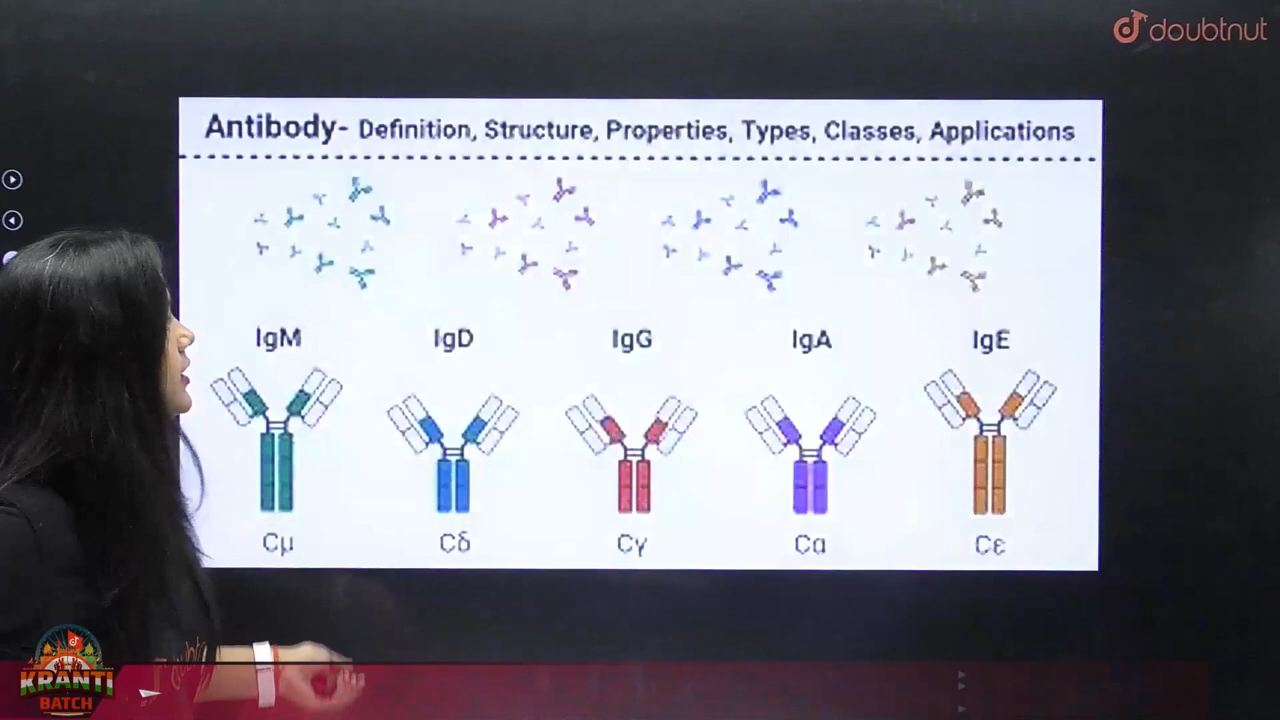 doubtnut
Antibody- Definition, Structure, Properties, Types, Classes, Applications
IgM IgD IgG IgA IgE
Cμ Cδ Cγ Cα Cε
KRANTI
BATCH